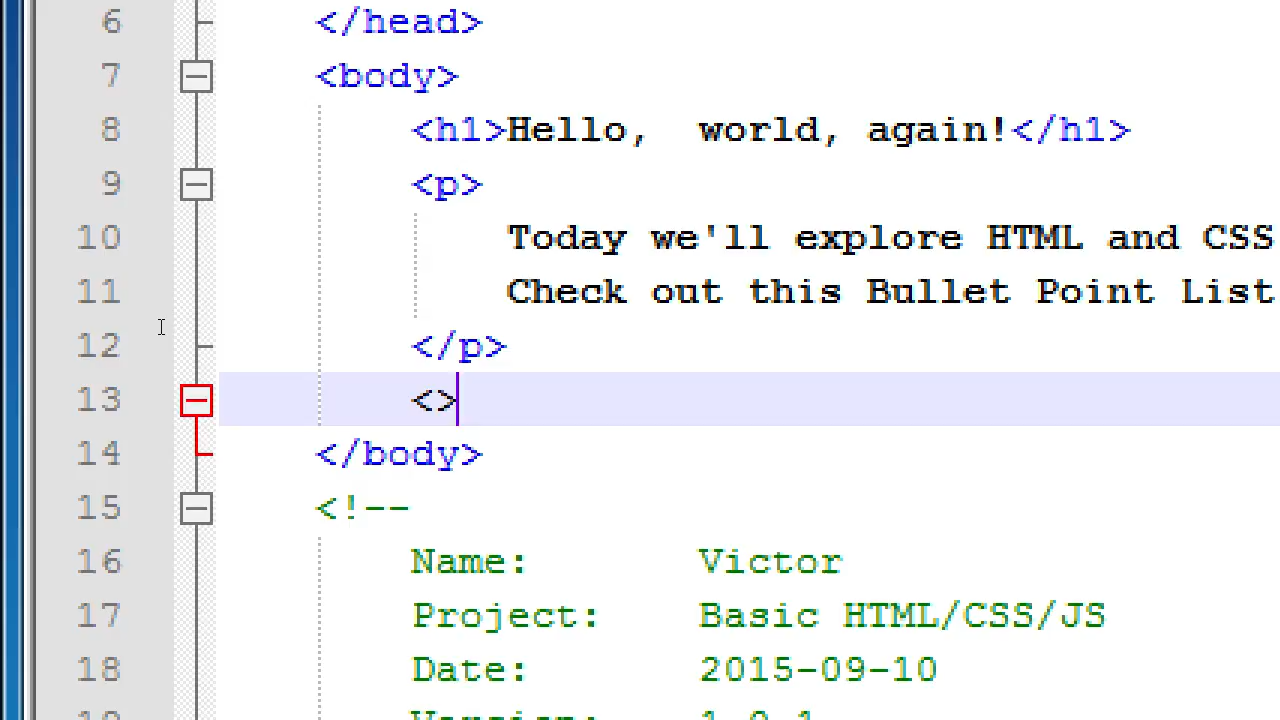 6 </head>
7 <body>
8 <h1>Hello,  world, again!</h1>
9 <p>
10 Today we'll explore HTML and CSS
11 Check out this Bullet Point List
12 </p>
13 <>
14 </body>
15 <!--
16 Name: Victor
17 Project: Basic HTML/CSS/JS
18 Date: 2015-09-10